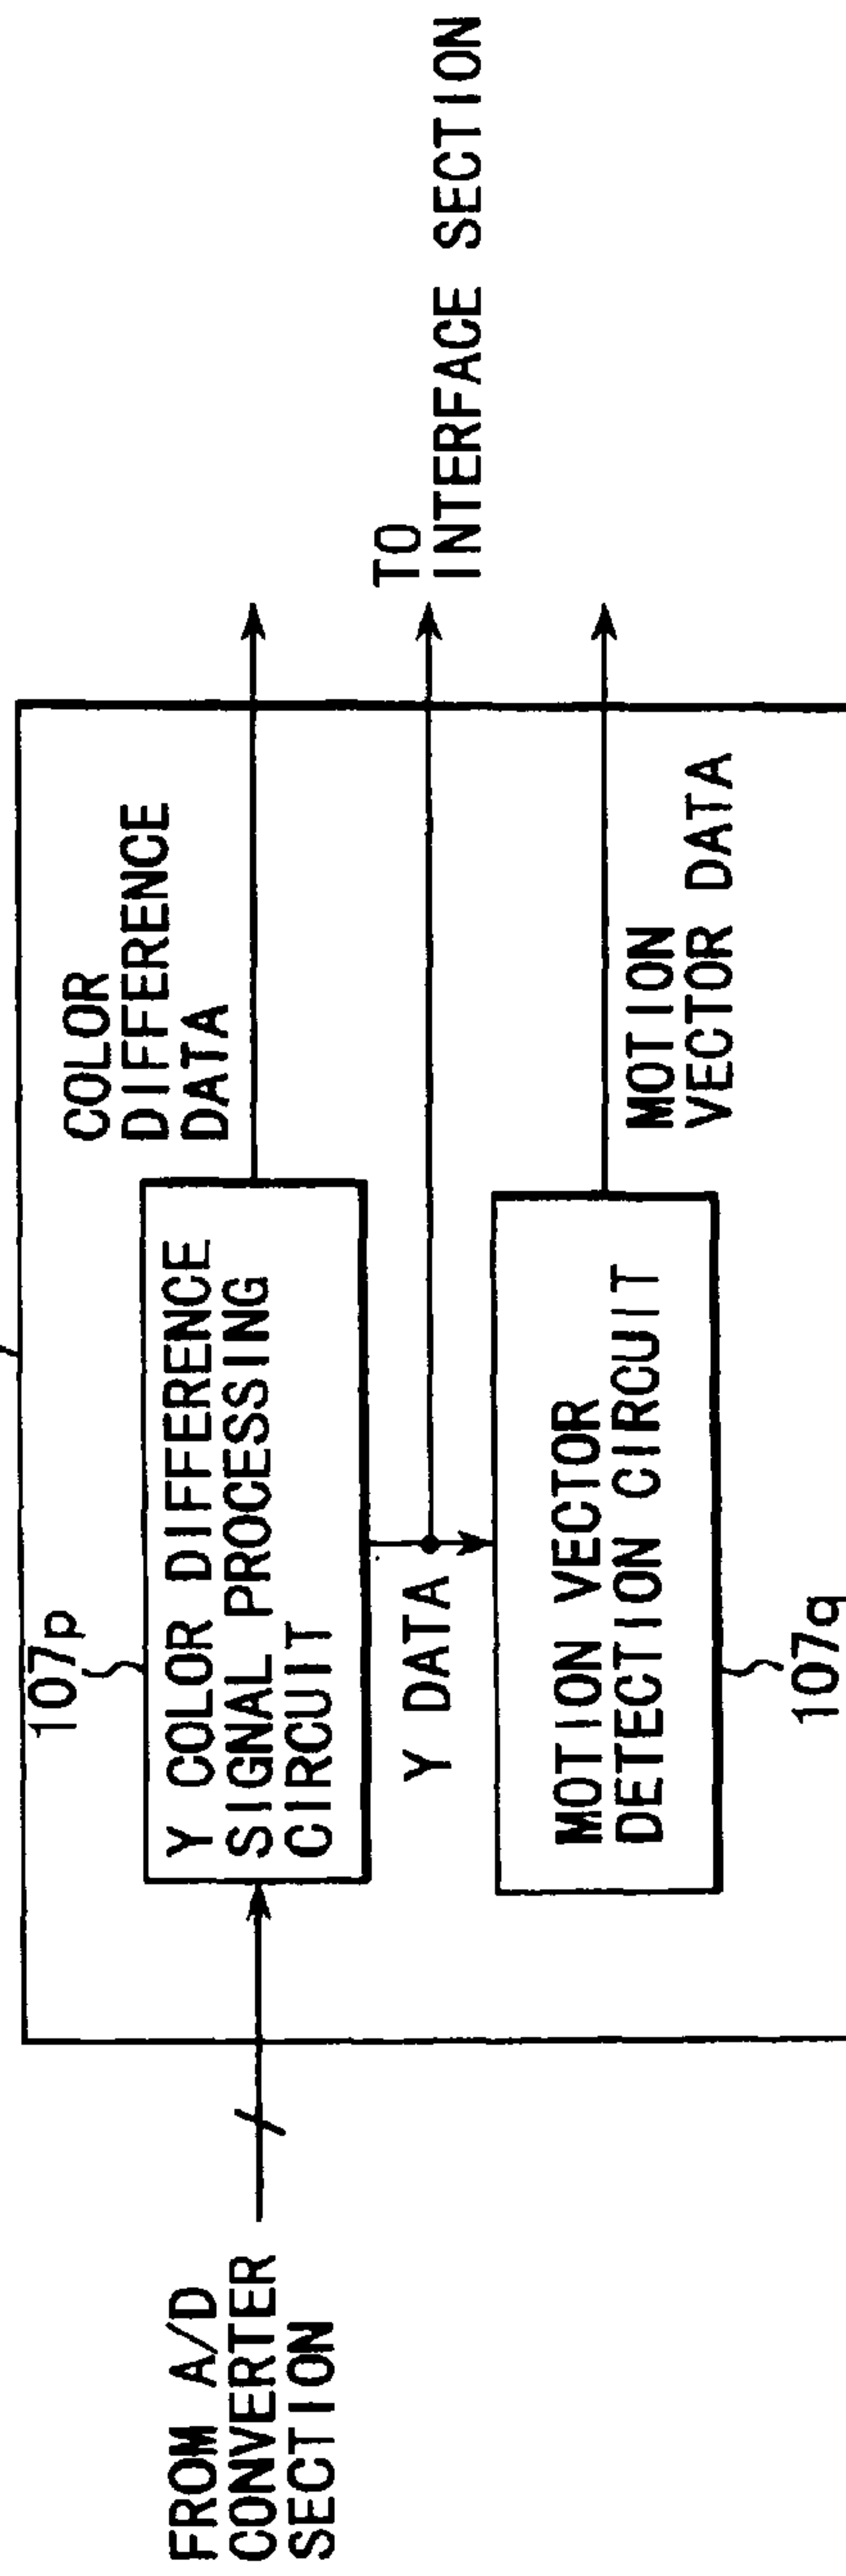 FROM A/D
CONVERTER
SECTION
107p
Y COLOR DIFFERENCE
SIGNAL PROCESSING
CIRCUIT
COLOR
DIFFERENCE
DATA
Y DATA
TO
INTERFACE SECTION
MOTION VECTOR
DETECTION CIRCUIT
107q
MOTION
VECTOR DATA